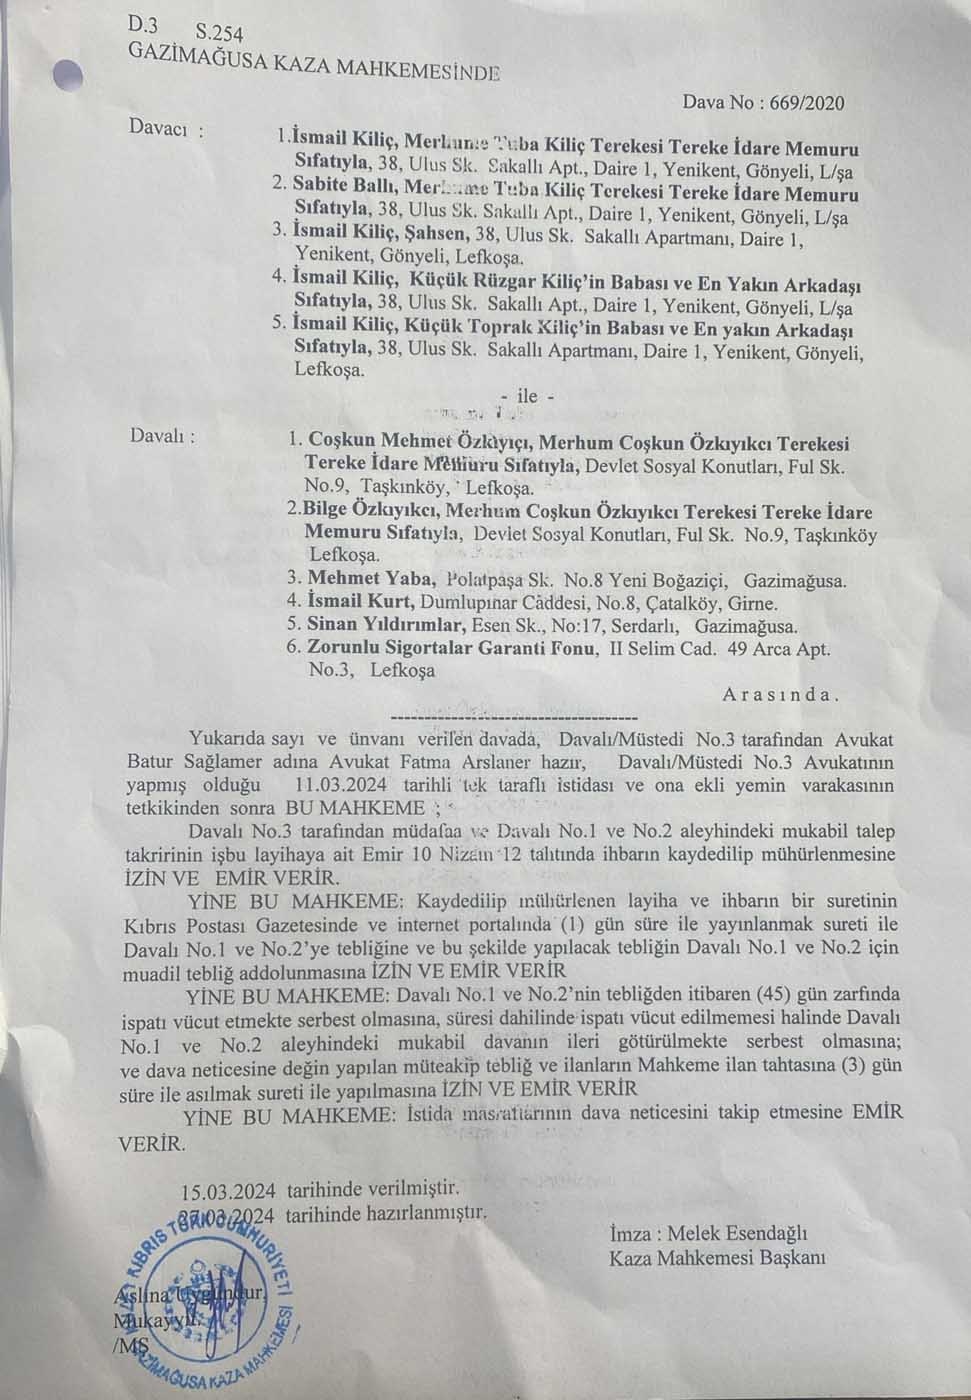 D.3 S.254
GAZİMAĞUSA KAZA MAHKEMESİNDE
Dava No : 669/2020
Davacı :
1.İsmail Kiliç, Merhume Tuba Kiliç Terekesi Tereke İdare Memuru
Sıfatıyla, 38, Ulus Sk. Sakallı Apt., Daire 1, Yenikent, Gönyeli, L/şa
2. Sabite Ballı, Merhume Tuba Kiliç Terekesi Tereke İdare Memuru
Sıfatıyla, 38, Ulus Sk. Sakallı Apt., Daire 1, Yenikent, Gönyeli, L/şa
3. İsmail Kiliç, Şahsen, 38, Ulus Sk. Sakallı Apartmanı, Daire 1,
Yenikent, Gönyeli, Lefkoşa.
4. İsmail Kiliç, Küçük Rüzgar Kiliç’in Babası ve En Yakın Arkadaşı
Sıfatıyla, 38, Ulus Sk. Sakallı Apt., Daire 1, Yenikent, Gönyeli, L/şa
5. İsmail Kiliç, Küçük Toprak Kiliç’in Babası ve En yakın Arkadaşı
Sıfatıyla, 38, Ulus Sk. Sakallı Apartmanı, Daire 1, Yenikent, Gönyeli,
Lefkoşa.
- ile -
Davalı :
1. Coşkun Mehmet Özkıyıçı, Merhum Coşkun Özkıyıkcı Terekesi
Tereke İdare Memuru Sıfatıyla, Devlet Sosyal Konutları, Ful Sk.
No.9, Taşkınköy, Lefkoşa.
2.Bilge Özkıyıkcı, Merhum Coşkun Özkıyıkcı Terekesi Tereke İdare
Memuru Sıfatıyla, Devlet Sosyal Konutları, Ful Sk. No.9, Taşkınköy
Lefkoşa.
3. Mehmet Yaba, Polatpaşa Sk. No.8 Yeni Boğaziçi, Gazimağusa.
4. İsmail Kurt, Dumlupınar Caddesi, No.8, Çatalköy, Girne.
5. Sinan Yıldırımlar, Esen Sk., No:17, Serdarlı, Gazimağusa.
6. Zorunlu Sigortalar Garanti Fonu, II Selim Cad. 49 Arca Apt.
No.3, Lefkoşa
Arasında.
-------------------------------------
Yukarıda sayı ve ünvanı verilen davada, Davalı/Müstedi No.3 tarafından Avukat
Batur Sağlamer adına Avukat Fatma Arslaner hazır, Davalı/Müstedi No.3 Avukatının
yapmış olduğu 11.03.2024 tarihli tek taraflı istidası ve ona ekli yemin varakasının
tetkikinden sonra BU MAHKEME ;
Davalı No.3 tarafından müdafaa ve Davalı No.1 ve No.2 aleyhindeki mukabil talep
takririnin işbu layihaya ait Emir 10 Nizam 12 tahtında ihbarın kaydedilip mühürlenmesine
İZİN VE EMİR VERİR.
YİNE BU MAHKEME: Kaydedilip mühürlenen layiha ve ihbarın bir suretinin
Kıbrıs Postası Gazetesinde ve internet portalında (1) gün süre ile yayınlanmak sureti ile
Davalı No.1 ve No.2’ye tebliğine ve bu şekilde yapılacak tebliğin Davalı No.1 ve No.2 için
muadil tebliğ addolunmasına İZİN VE EMİR VERİR
YİNE BU MAHKEME: Davalı No.1 ve No.2’nin tebliğden itibaren (45) gün zarfında
ispatı vücut etmekte serbest olmasına, süresi dahilinde ispatı vücut edilmemesi halinde Davalı
No.1 ve No.2 aleyhindeki mukabil davanın ileri götürülmekte serbest olmasına;
ve dava neticesine değin yapılan müteakip tebliğ ve ilanların Mahkeme ilan tahtasına (3) gün
süre ile asılmak sureti ile yapılmasına İZİN VE EMİR VERİR
YİNE BU MAHKEME: İstida masraflarının dava neticesini takip etmesine EMİR
VERİR.
15.03.2024 tarihinde verilmiştir.
27.03.2024 tarihinde hazırlanmıştır.
İmza : Melek Esendağlı
Kaza Mahkemesi Başkanı
Aslına Uygundur.
Mukayyit.
/MŞ
KIBRIS TÜRK CUMHURİYETİ
GAZİMAĞUSA KAZA MAHKEMESİ